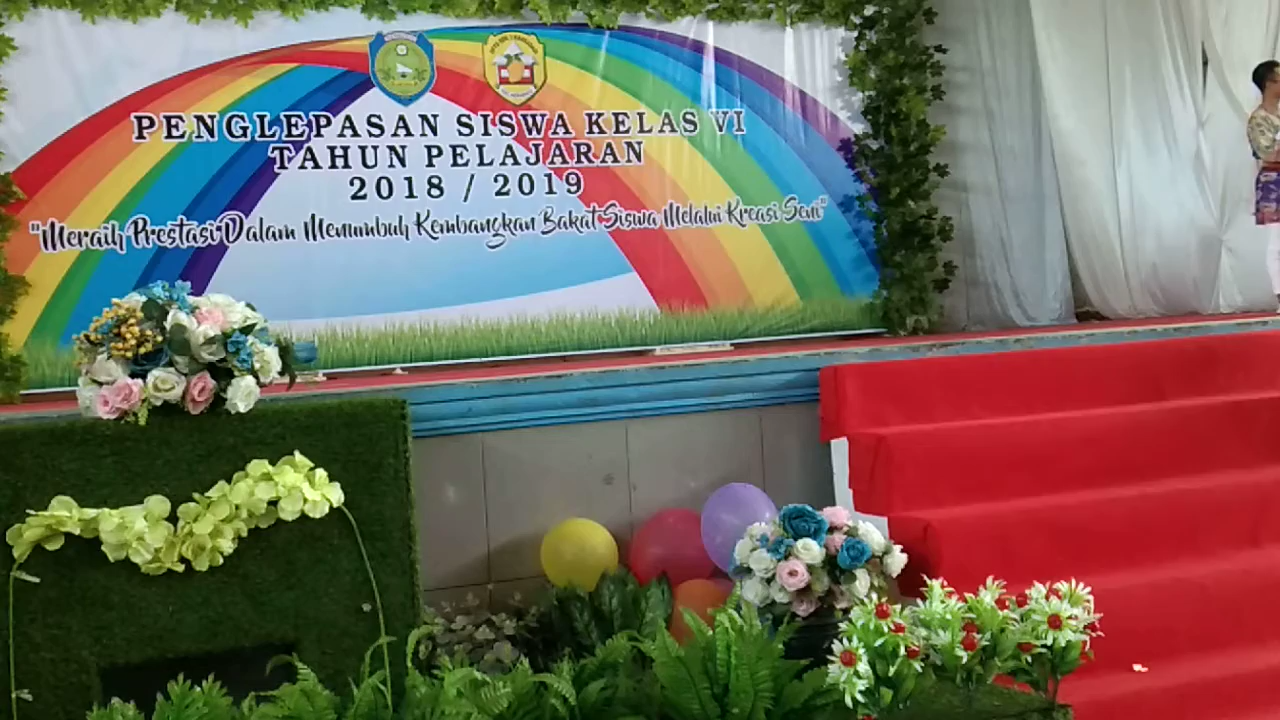 PENGLEPASAN SISWA KELAS VI
TAHUN PELAJARAN
2018 / 2019
"Meraih Prestasi Dalam Menumbuh Kembangkan Bakat Siswa Melalui Kreasi Seni"